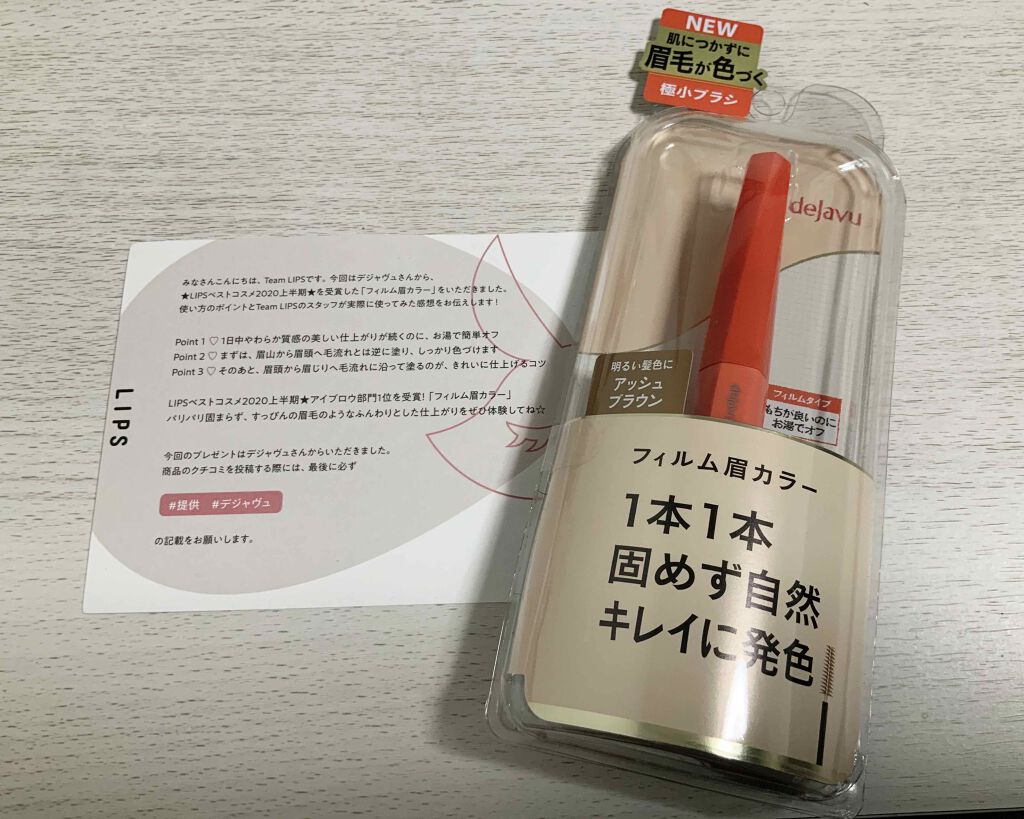 みなさんこんにちは、Team LIPSです。今回はデジャヴュさんから、
★LIPSベストコスメ2020上半期★を受賞した「フィルム眉カラー」をいただきました。
使い方のポイントとTeam LIPSのスタッフが実際に使ってみた感想をお伝えします!
Point 1 ♡ 1日中やわらか質感の美しい仕上がりが続くのに、お湯で簡単オフ
Point 2 ♡ まずは、眉山から眉頭へ毛流れとは逆に塗り、しっかり色づけます
Point 3 ♡ そのあと、眉頭から眉じりへ毛流れに沿って塗るのが、きれいに仕上げるコツ
LIPSベストコスメ2020上半期★アイブロウ部門1位を受賞!「フィルム眉カラー」
パリパリ固まらず、すっぴんの眉毛のようなふんわりとした仕上がりをぜひ体験してね☆
今回のプレゼントはデジャヴュさんからいただきました。
商品のクチコミを投稿する際には、最後に必ず
#提供 #デジャヴュ
の記載をお願いします。
LIPS
NEW
肌につかずに
眉毛が色づく
極小ブラシ
dejavu
明るい髪色に
アッシュ
ブラウン
dejavu
フィルムタイプ
もちが良いのに
お湯でオフ
フィルム眉カラー
1本1本
固めず自然
キレイに発色